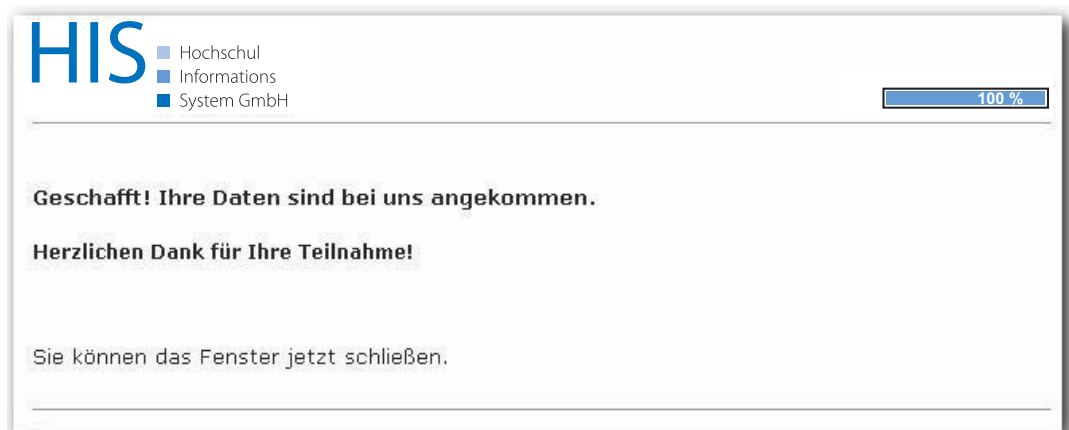 HIS
Hochschul
Informations
System GmbH
100 %
Geschafft! Ihre Daten sind bei uns angekommen.
Herzlichen Dank für Ihre Teilnahme!
Sie können das Fenster jetzt schließen.